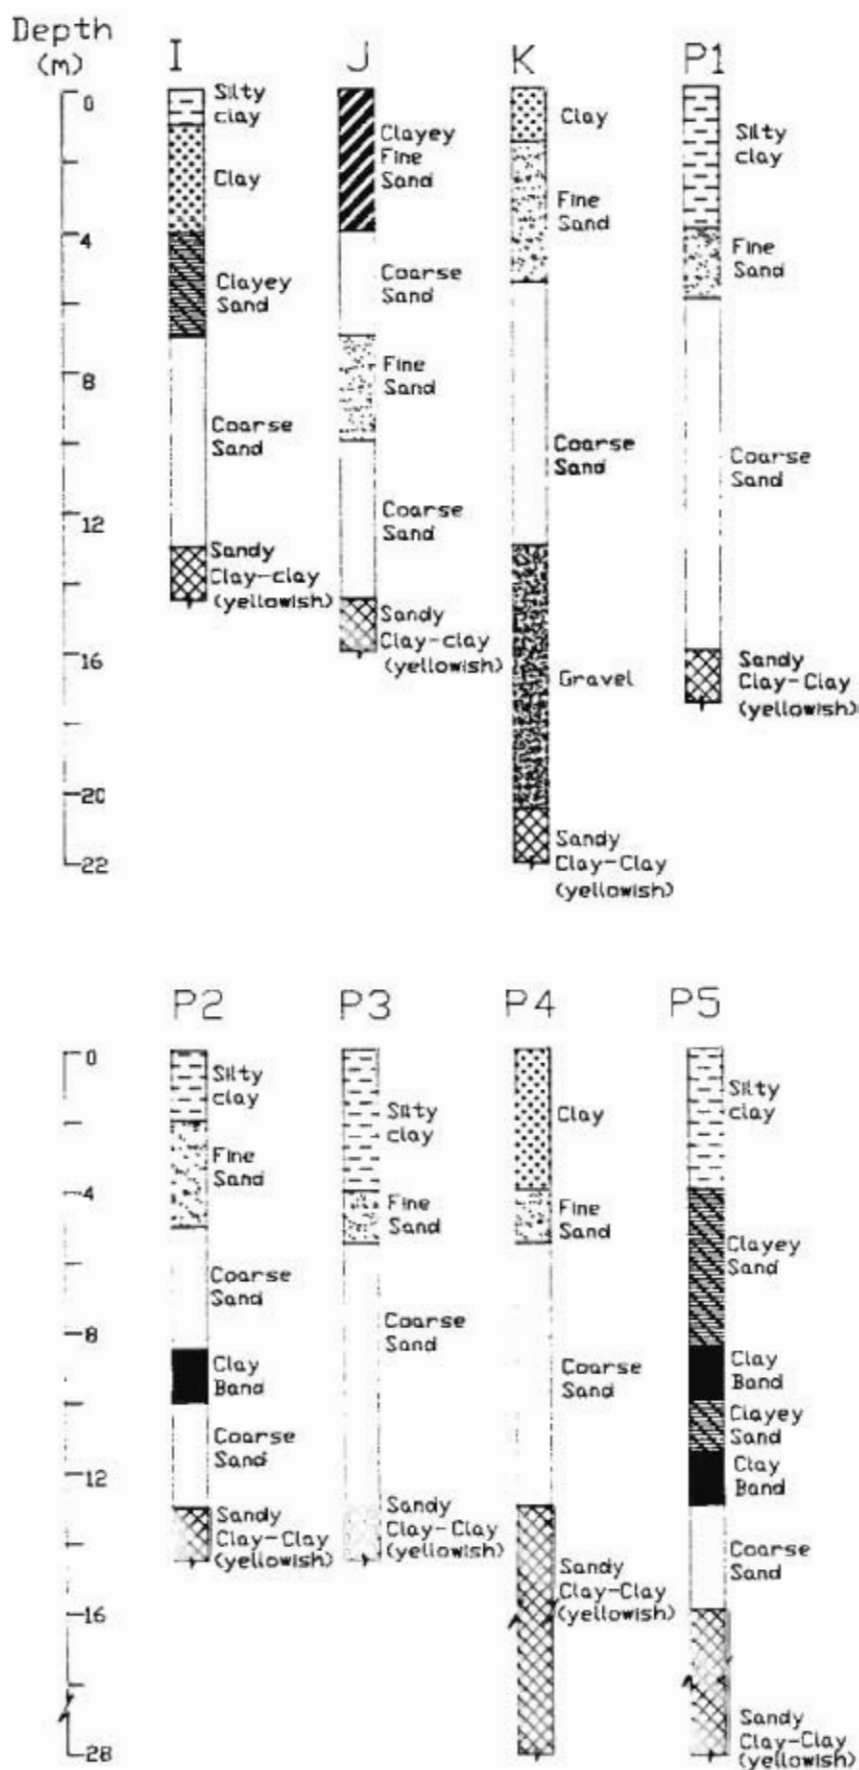 Depth
(m)
I
J
K
P1
0
4
8
12
16
20
22
Silty
clay
Clay
Clayey
Sand
Coarse
Sand
Sandy
Clay-clay
(yellowish)
Clayey
Fine
Sand
Coarse
Sand
Fine
Sand
Coarse
Sand
Sandy
Clay-clay
(yellowish)
Clay
Fine
Sand
Coarse
Sand
Gravel
Sandy
Clay-Clay
(yellowish)
Silty
clay
Fine
Sand
Coarse
Sand
Sandy
Clay-Clay
(yellowish)
P2
P3
P4
P5
0
4
8
12
16
28
Silty
clay
Fine
Sand
Coarse
Sand
Clay
Band
Coarse
Sand
Sandy
Clay-Clay
(yellowish)
Silty
clay
Fine
Sand
Coarse
Sand
Sandy
Clay-Clay
(yellowish)
Clay
Fine
Sand
Coarse
Sand
Sandy
Clay-Clay
(yellowish)
Silty
clay
Clayey
Sand
Clay
Band
Clayey
Sand
Clay
Band
Coarse
Sand
Sandy
Clay-Clay
(yellowish)